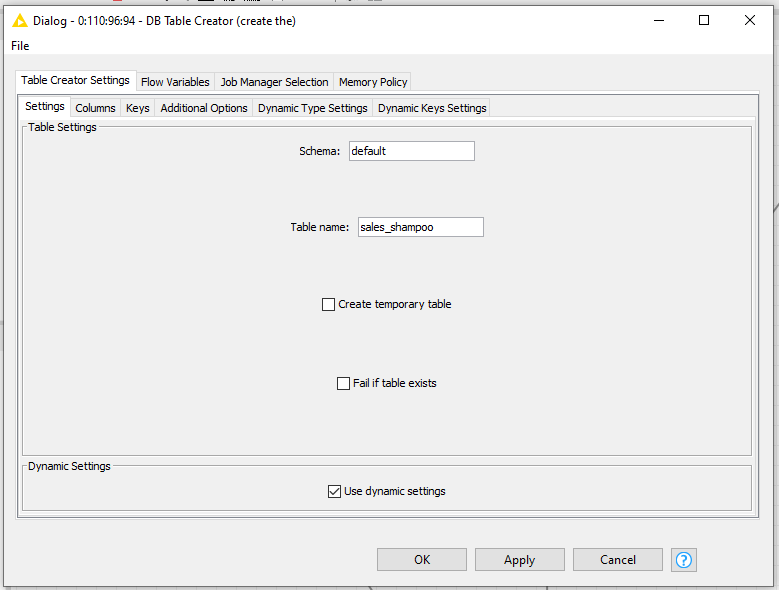 Dialog - 0:110:96:94 - DB Table Creator (create the)
File
Table Creator Settings Flow Variables Job Manager Selection Memory Policy
Settings Columns Keys Additional Options Dynamic Type Settings Dynamic Keys Settings
Table Settings
Schema: default
Table name: sales_shampoo
Create temporary table
Fail if table exists
Dynamic Settings
Use dynamic settings
OK Apply Cancel ?